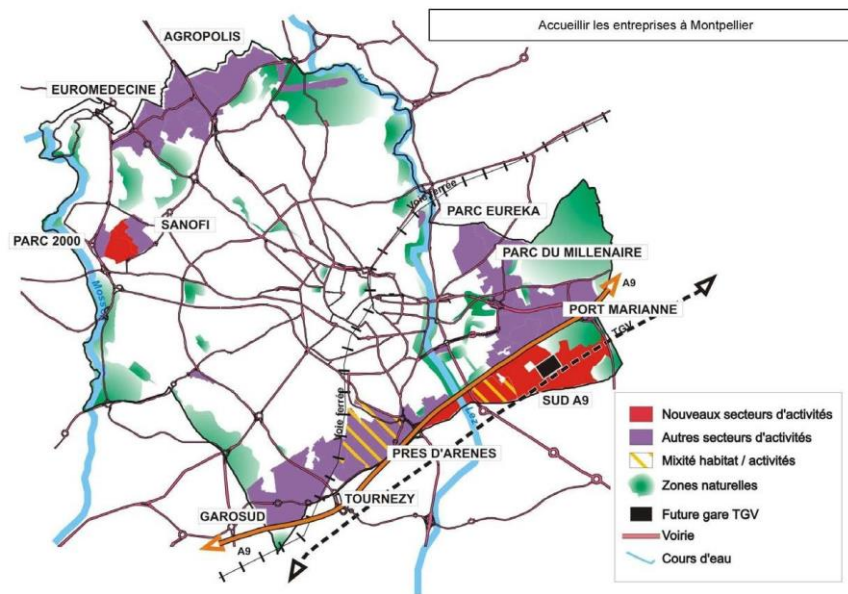 Accueillir les entreprises à Montpellier
AGROPOLIS
EUROMEDECINE
Lez
Voie ferrée
PARC EUREKA
SANOFI
PARC 2000
PARC DU MILLENAIRE
A9
Mosson
PORT MARIANNE
TGV
Voie ferrée
SUD A9
Lez
PRES D'ARENES
TOURNEZY
GAROSUD
A9
Nouveaux secteurs d'activités
Autres secteurs d'activités
Mixité habitat / activités
Zones naturelles
Future gare TGV
Voirie
Cours d'eau